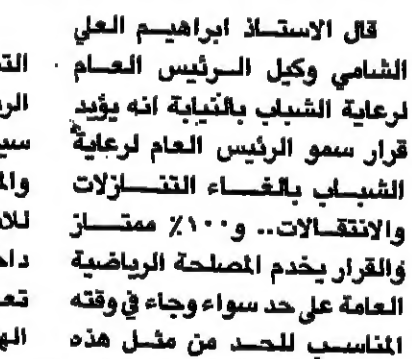 قال الاستاذ ابراهيم العلي
الشامي وكيل الرئيس العام
لرعاية الشباب بالنيابة انه يؤيد
قرار سمو الرئيس العام لرعاية
الشباب بالغاء التنازلات
والانتقالات.. و١٠٠٪ ممتاز
والقرار يخدم المصلحة الرياضية
العامة على حد سواء وجاء في وقته
المناسب للحد من مثل هذه